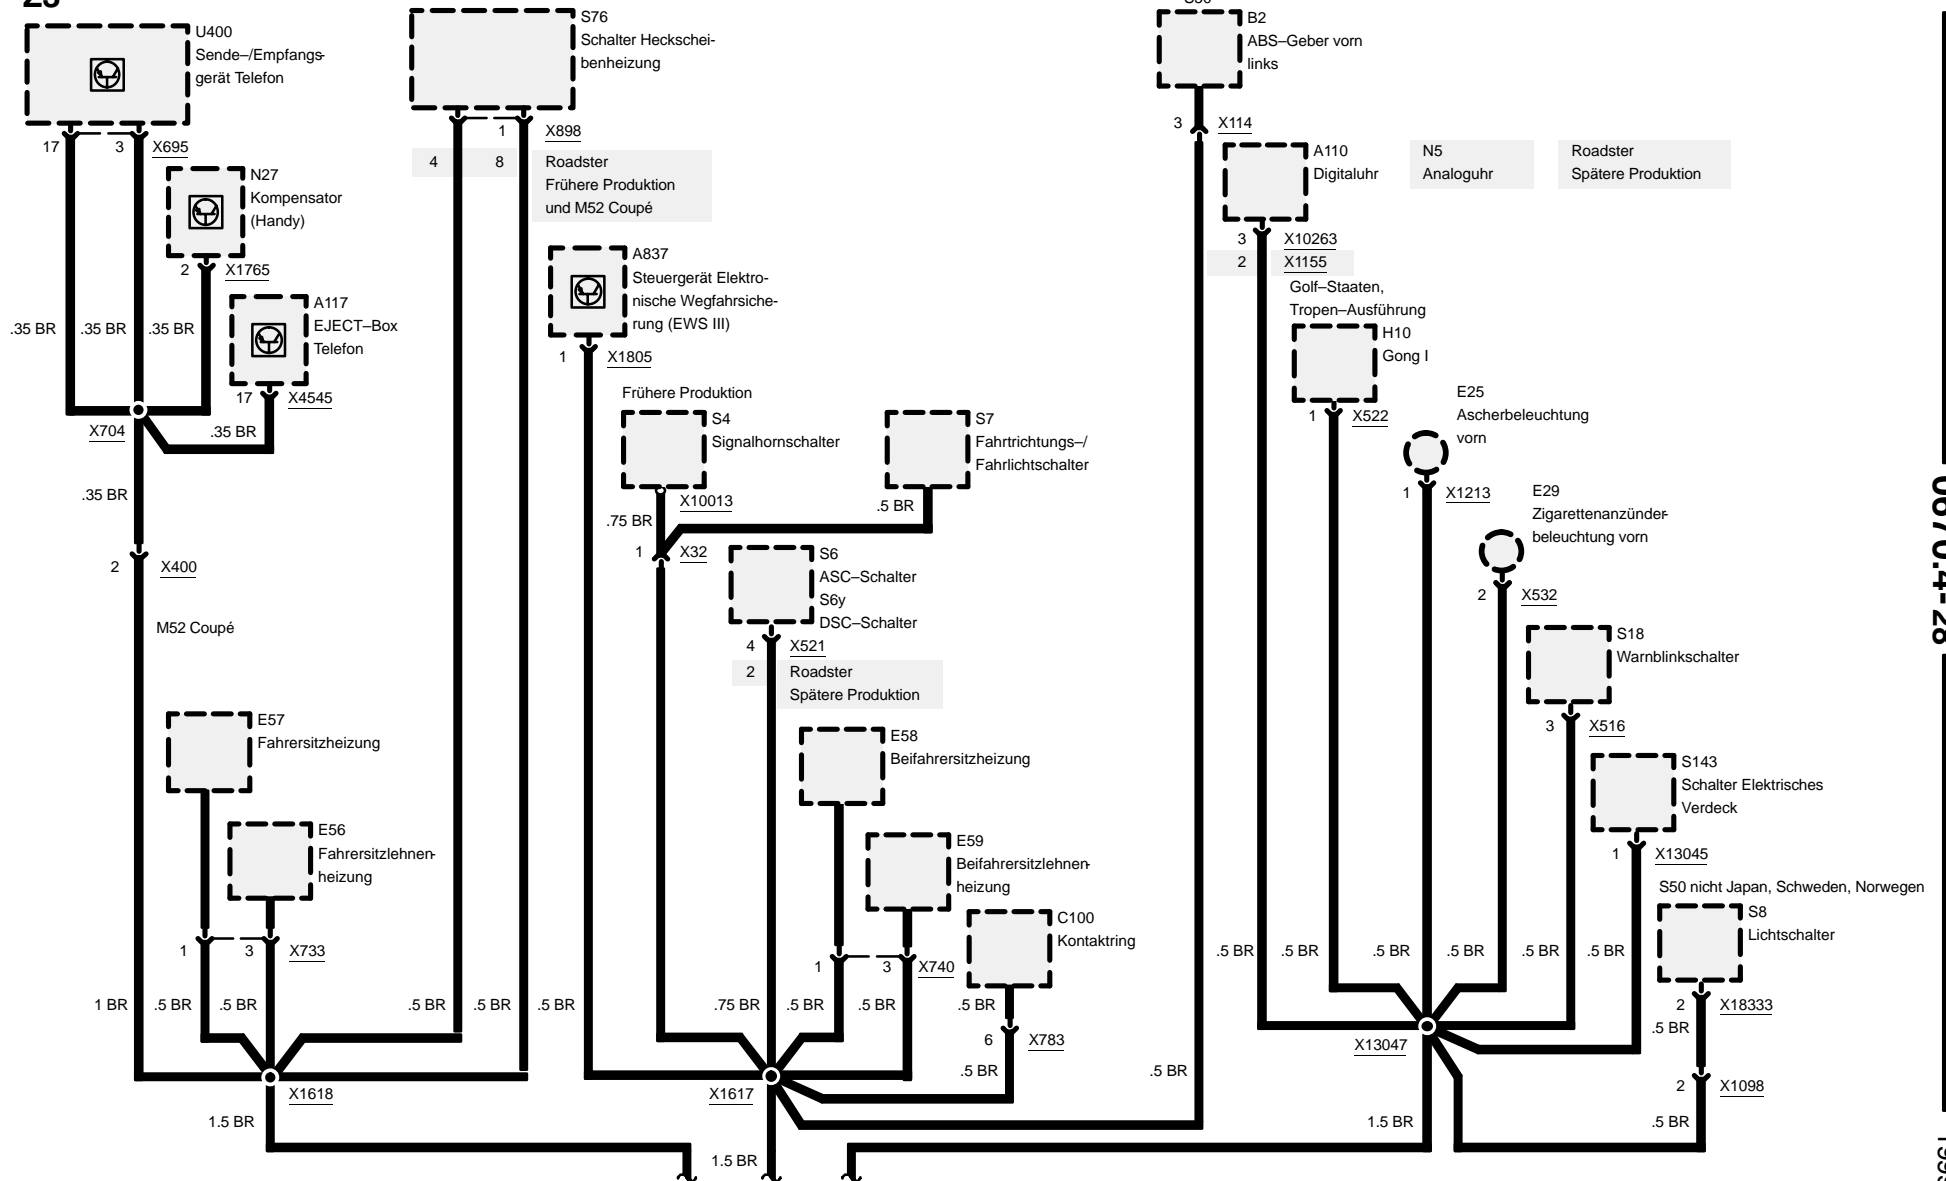 U400
Sende–/Empfangs-
gerät Telefon
17
3
X695
N27
Kompensator
(Handy)
2
X1765
A117
EJECT–Box
Telefon
17
X4545
.35 BR
.35 BR
.35 BR
X704
.35 BR
.35 BR
2
X400
M52 Coupé
E57
Fahrersitzheizung
E56
Fahrersitzlehnen-
heizung
1
3
X733
1 BR
.5 BR
.5 BR
X1618
1.5 BR
S76
Schalter Heckschei-
benheizung
1
X898
4
8
Roadster
Frühere Produktion
und M52 Coupé
.5 BR
.5 BR
A837
Steuergerät Elektro-
nische Wegfahrsiche-
rung (EWS III)
1
X1805
.5 BR
Frühere Produktion
S4
Signalhornschalter
X10013
.75 BR
1
X32
S7
Fahrtrichtungs–/
Fahrlichtschalter
.5 BR
S6
ASC–Schalter
S6y
DSC–Schalter
4
X521
2
Roadster
Spätere Produktion
E58
Beifahrersitzheizung
E59
Beifahrersitzlehnen-
heizung
1
3
X740
C100
Kontaktring
.75 BR
.5 BR
.5 BR
.5 BR
6
X783
.5 BR
X1617
1.5 BR
B2
ABS–Geber vorn
links
3
X114
.5 BR
A110
Digitaluhr
N5
Analoguhr
Roadster
Spätere Produktion
3
X10263
2
X1155
Golf–Staaten,
Tropen–Ausführung
H10
Gong I
1
X522
E25
Ascherbeleuchtung
vorn
1
X1213
E29
Zigarettenanzünder-
beleuchtung vorn
2
X532
S18
Warnblinkschalter
3
X516
S143
Schalter Elektrisches
Verdeck
1
X13045
S50 nicht Japan, Schweden, Norwegen
S8
Lichtschalter
.5 BR
.5 BR
.5 BR
.5 BR
.5 BR
.5 BR
2
X18333
.5 BR
X13047
2
X1098
1.5 BR
.5 BR